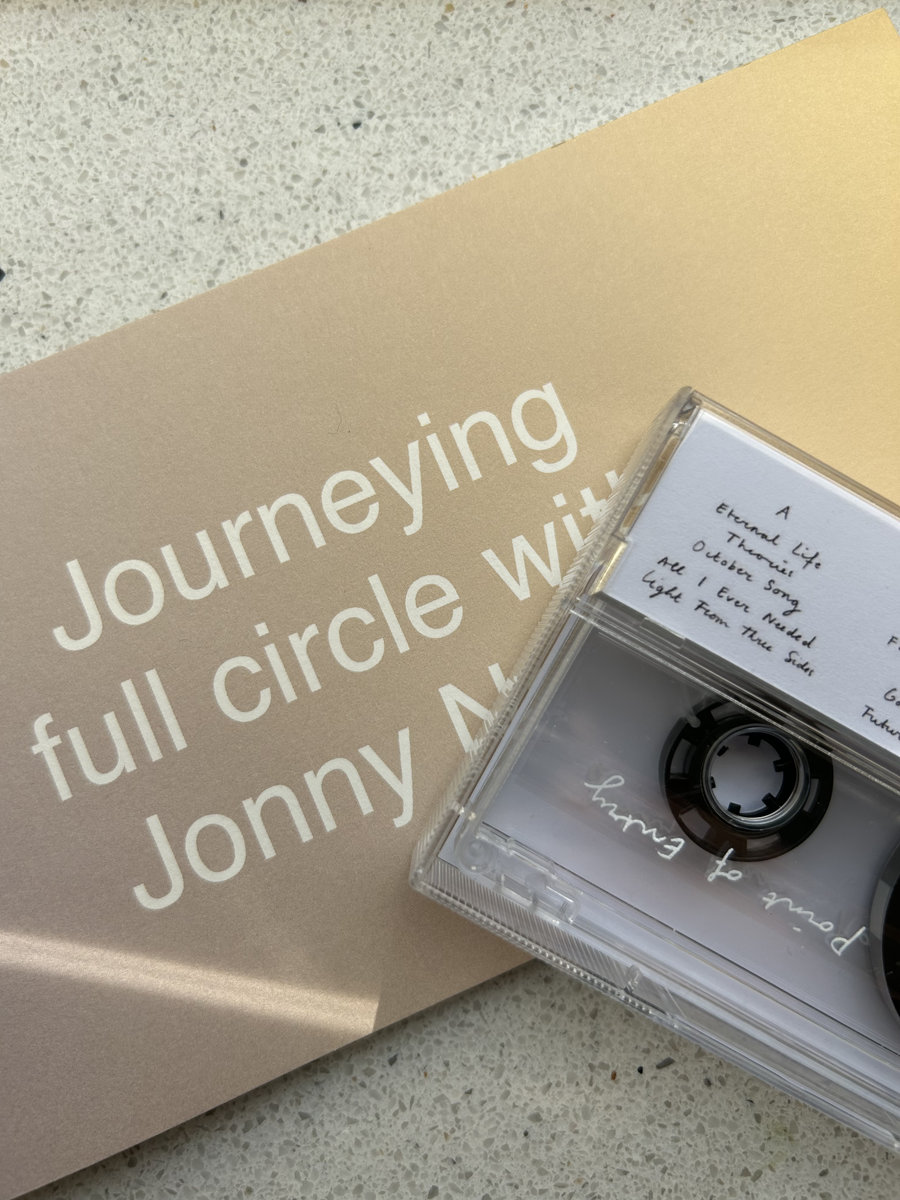 Journeying
full circle with
Jonny
A
Eternal Life
Theories
October Song
All I Ever Needed
Light From Three Sides
Point of Entry